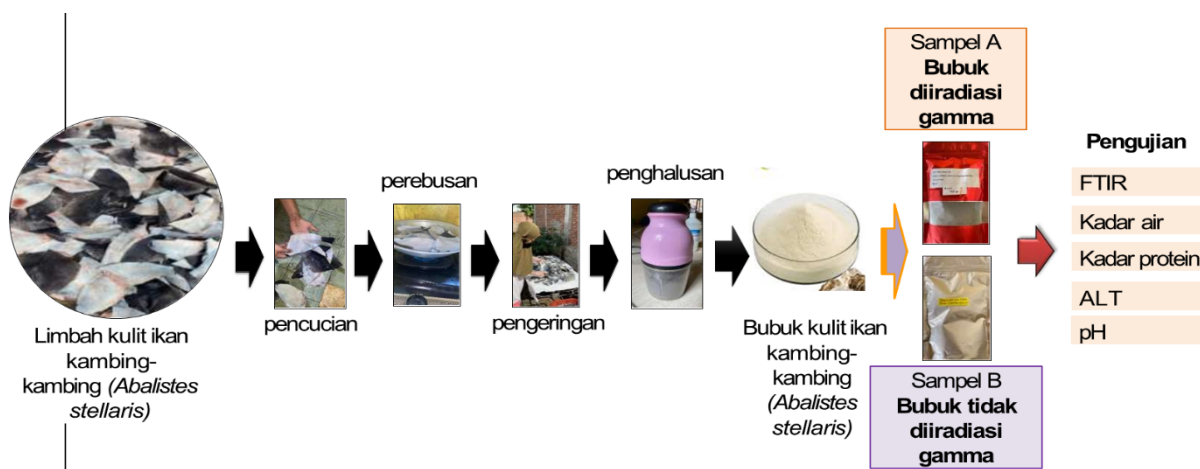 Limbah kulit ikan
kambing-
kambing (Abalistes
stellaris)
pencucian
perebusan
pengeringan
penghalusan
Bubuk kulit ikan
kambing-
kambing
(Abalistes
stellaris)
Sampel A
Bubuk
diiradiasi
gamma
Sampel B
Bubuk tidak
diiradiasi
gamma
Pengujian
FTIR
Kadar air
Kadar protein
ALT
pH